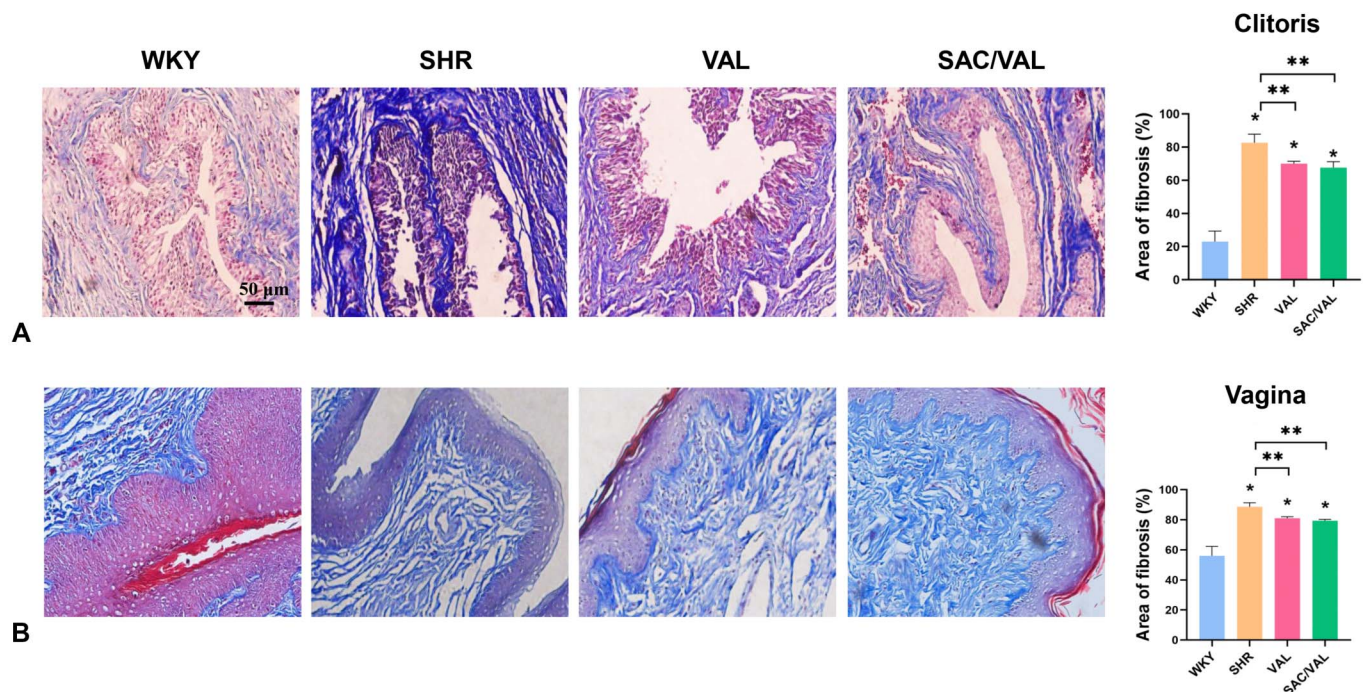 WKY SHR VAL SAC/VAL
50 µm
A
Clitoris
**
**
* * *
Area of fibrosis (%)
100
80
60
40
20
0
WKY SHR VAL SAC/VAL
B
Vagina
**
**
* * *
Area of fibrosis (%)
100
80
60
40
20
0
WKY SHR VAL SAC/VAL